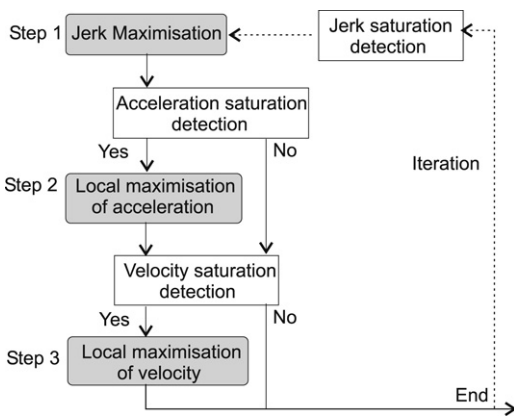 Step 1
Jerk Maximisation
Jerk saturation
detection
Acceleration saturation
detection
Yes
No
Iteration
Step 2
Local maximisation
of acceleration
Velocity saturation
detection
Yes
No
Step 3
Local maximisation
of velocity
End